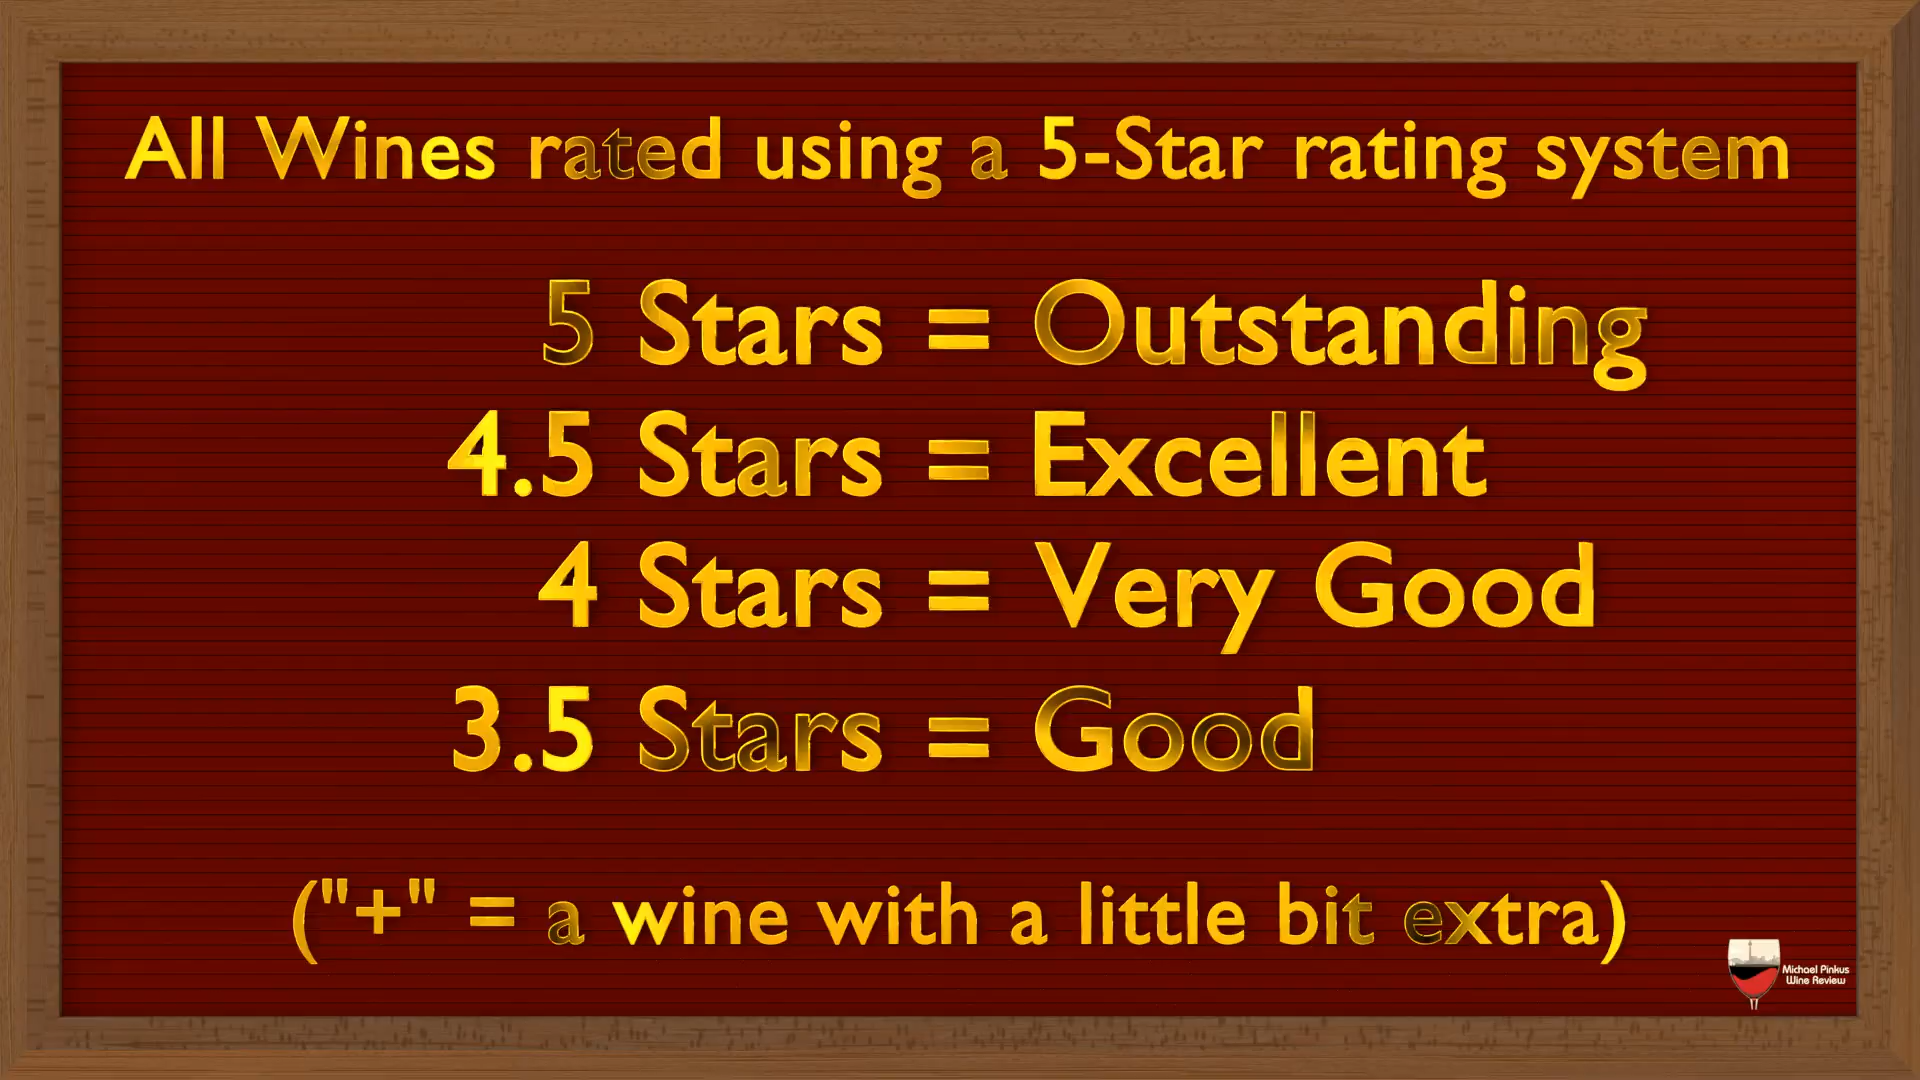 All Wines rated using a 5-Star rating system
5 Stars = Outstanding
4.5 Stars = Excellent
4 Stars = Very Good
3.5 Stars = Good
("+" = a wine with a little bit extra)
Michael Pinkus
Wine Review